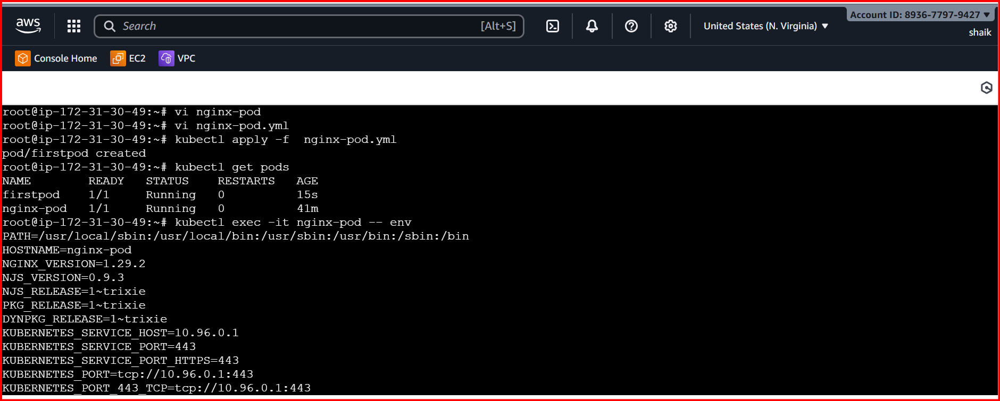 aws
Search [Alt+S]
United States (N. Virginia) ▼
Account ID: 8936-7797-9427 ▼
shaik
Console Home EC2 VPC
root@ip-172-31-30-49:~# vi nginx-pod
root@ip-172-31-30-49:~# vi nginx-pod.yml
root@ip-172-31-30-49:~# kubectl apply -f  nginx-pod.yml
pod/firstpod created
root@ip-172-31-30-49:~# kubectl get pods
NAME        READY   STATUS    RESTARTS   AGE
firstpod    1/1     Running   0          15s
nginx-pod   1/1     Running   0          41m
root@ip-172-31-30-49:~# kubectl exec -it nginx-pod -- env
PATH=/usr/local/sbin:/usr/local/bin:/usr/sbin:/usr/bin:/sbin:/bin
HOSTNAME=nginx-pod
NGINX_VERSION=1.29.2
NJS_VERSION=0.9.3
NJS_RELEASE=1~trixie
PKG_RELEASE=1~trixie
DYNPKG_RELEASE=1~trixie
KUBERNETES_SERVICE_HOST=10.96.0.1
KUBERNETES_SERVICE_PORT=443
KUBERNETES_SERVICE_PORT_HTTPS=443
KUBERNETES_PORT=tcp://10.96.0.1:443
KUBERNETES_PORT_443_TCP=tcp://10.96.0.1:443